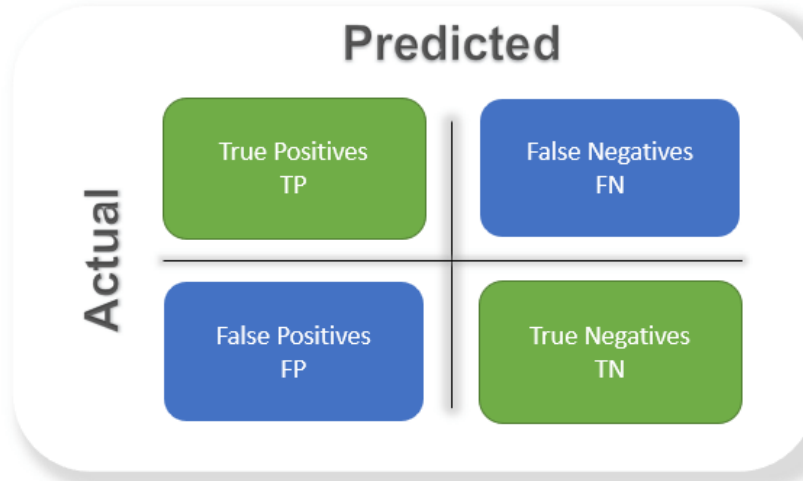 Predicted
Actual
True Positives
TP
False Negatives
FN
False Positives
FP
True Negatives
TN